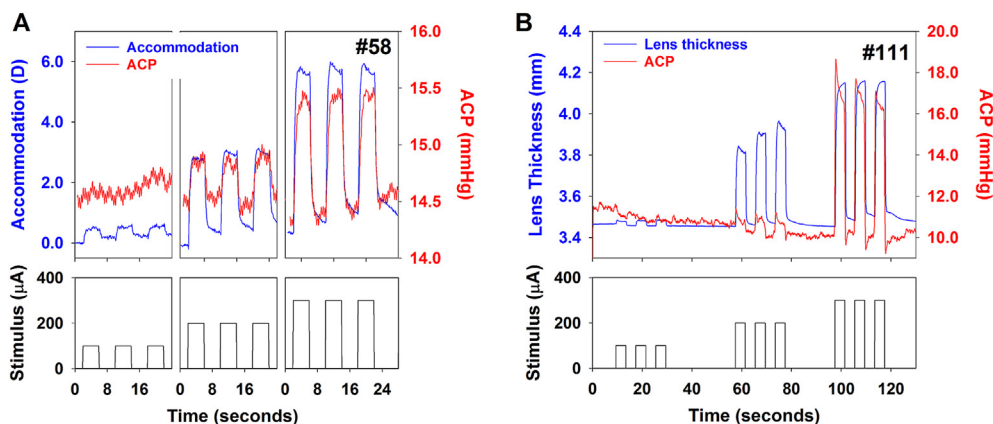 A
Accommodation
ACP
#58
Accommodation (D)
6.0
4.0
2.0
0.0
16.0
15.5
15.0
14.5
14.0
ACP (mmHg)
Stimulus (µA)
400
200
0
0 8 16 0 8 16 0 8 16 24
Time (seconds)
B
Lens thickness
ACP
#111
Lens Thickness (mm)
4.4
4.2
4.0
3.8
3.6
3.4
20.0
18.0
16.0
14.0
12.0
10.0
ACP (mmHg)
Stimulus (µA)
400
200
0
0 20 40 60 80 100 120
Time (seconds)